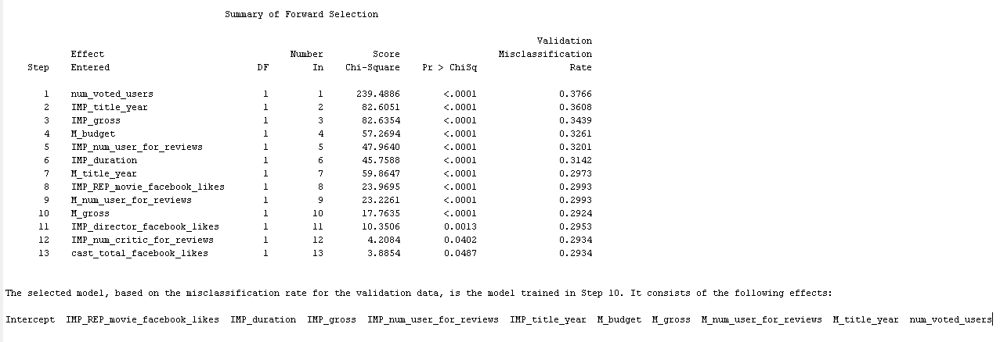 Summary of Forward Selection
Validation
Effect Number Score Misclassification
Step Entered DF In Chi-Square Pr > ChiSq Rate
1 num_voted_users 1 1 239.4886 <.0001 0.3766
2 IMP_title_year 1 2 82.6051 <.0001 0.3608
3 IMP_gross 1 3 82.6354 <.0001 0.3439
4 M_budget 1 4 57.2694 <.0001 0.3261
5 IMP_num_user_for_reviews 1 5 47.9640 <.0001 0.3201
6 IMP_duration 1 6 45.7588 <.0001 0.3142
7 M_title_year 1 7 59.8647 <.0001 0.2973
8 IMP_REP_movie_facebook_likes 1 8 23.9695 <.0001 0.2993
9 M_num_user_for_reviews 1 9 23.2261 <.0001 0.2993
10 M_gross 1 10 17.7635 <.0001 0.2924
11 IMP_director_facebook_likes 1 11 10.3506 0.0013 0.2953
12 IMP_num_critic_for_reviews 1 12 4.2084 0.0402 0.2934
13 cast_total_facebook_likes 1 13 3.8854 0.0487 0.2934
The selected model, based on the misclassification rate for the validation data, is the model trained in Step 10. It consists of the following effects:
Intercept IMP_REP_movie_facebook_likes IMP_duration IMP_gross IMP_num_user_for_reviews IMP_title_year M_budget M_gross M_num_user_for_reviews M_title_year num_voted_users